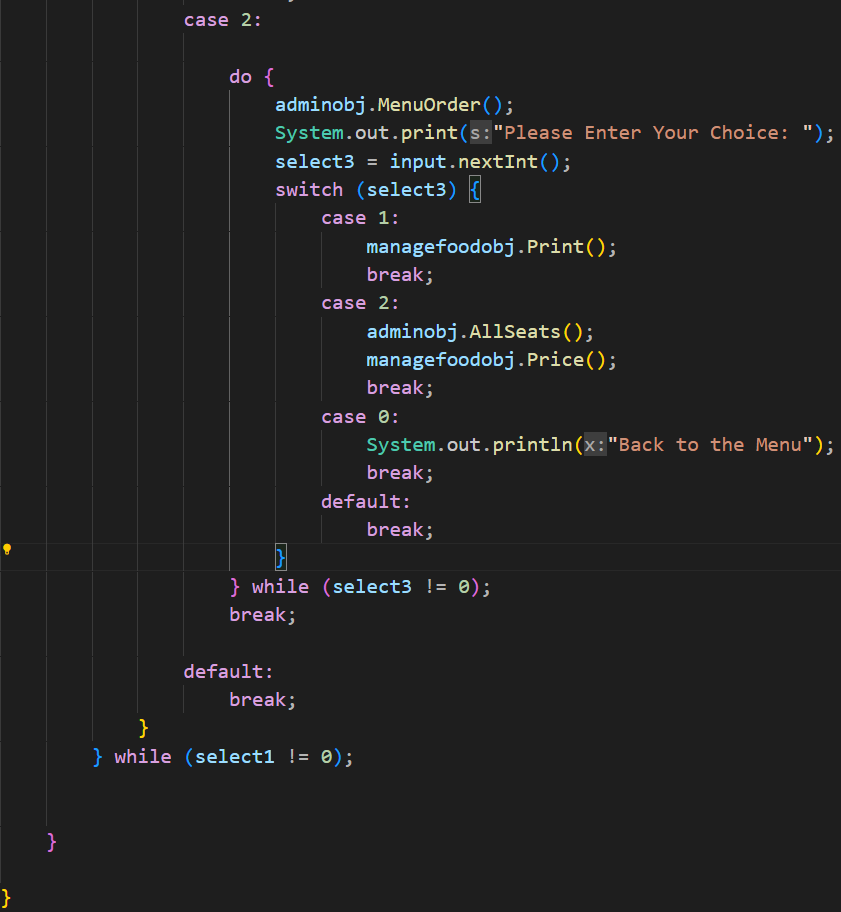 case 2:
do {
adminobj.MenuOrder();
System.out.print(s:"Please Enter Your Choice: ");
select3 = input.nextInt();
switch (select3) {
case 1:
managefoodobj.Print();
break;
case 2:
adminobj.AllSeats();
managefoodobj.Price();
break;
case 0:
System.out.println(x:"Back to the Menu");
break;
default:
break;
}
} while (select3 != 0);
break;
default:
break;
}
} while (select1 != 0);
}
}